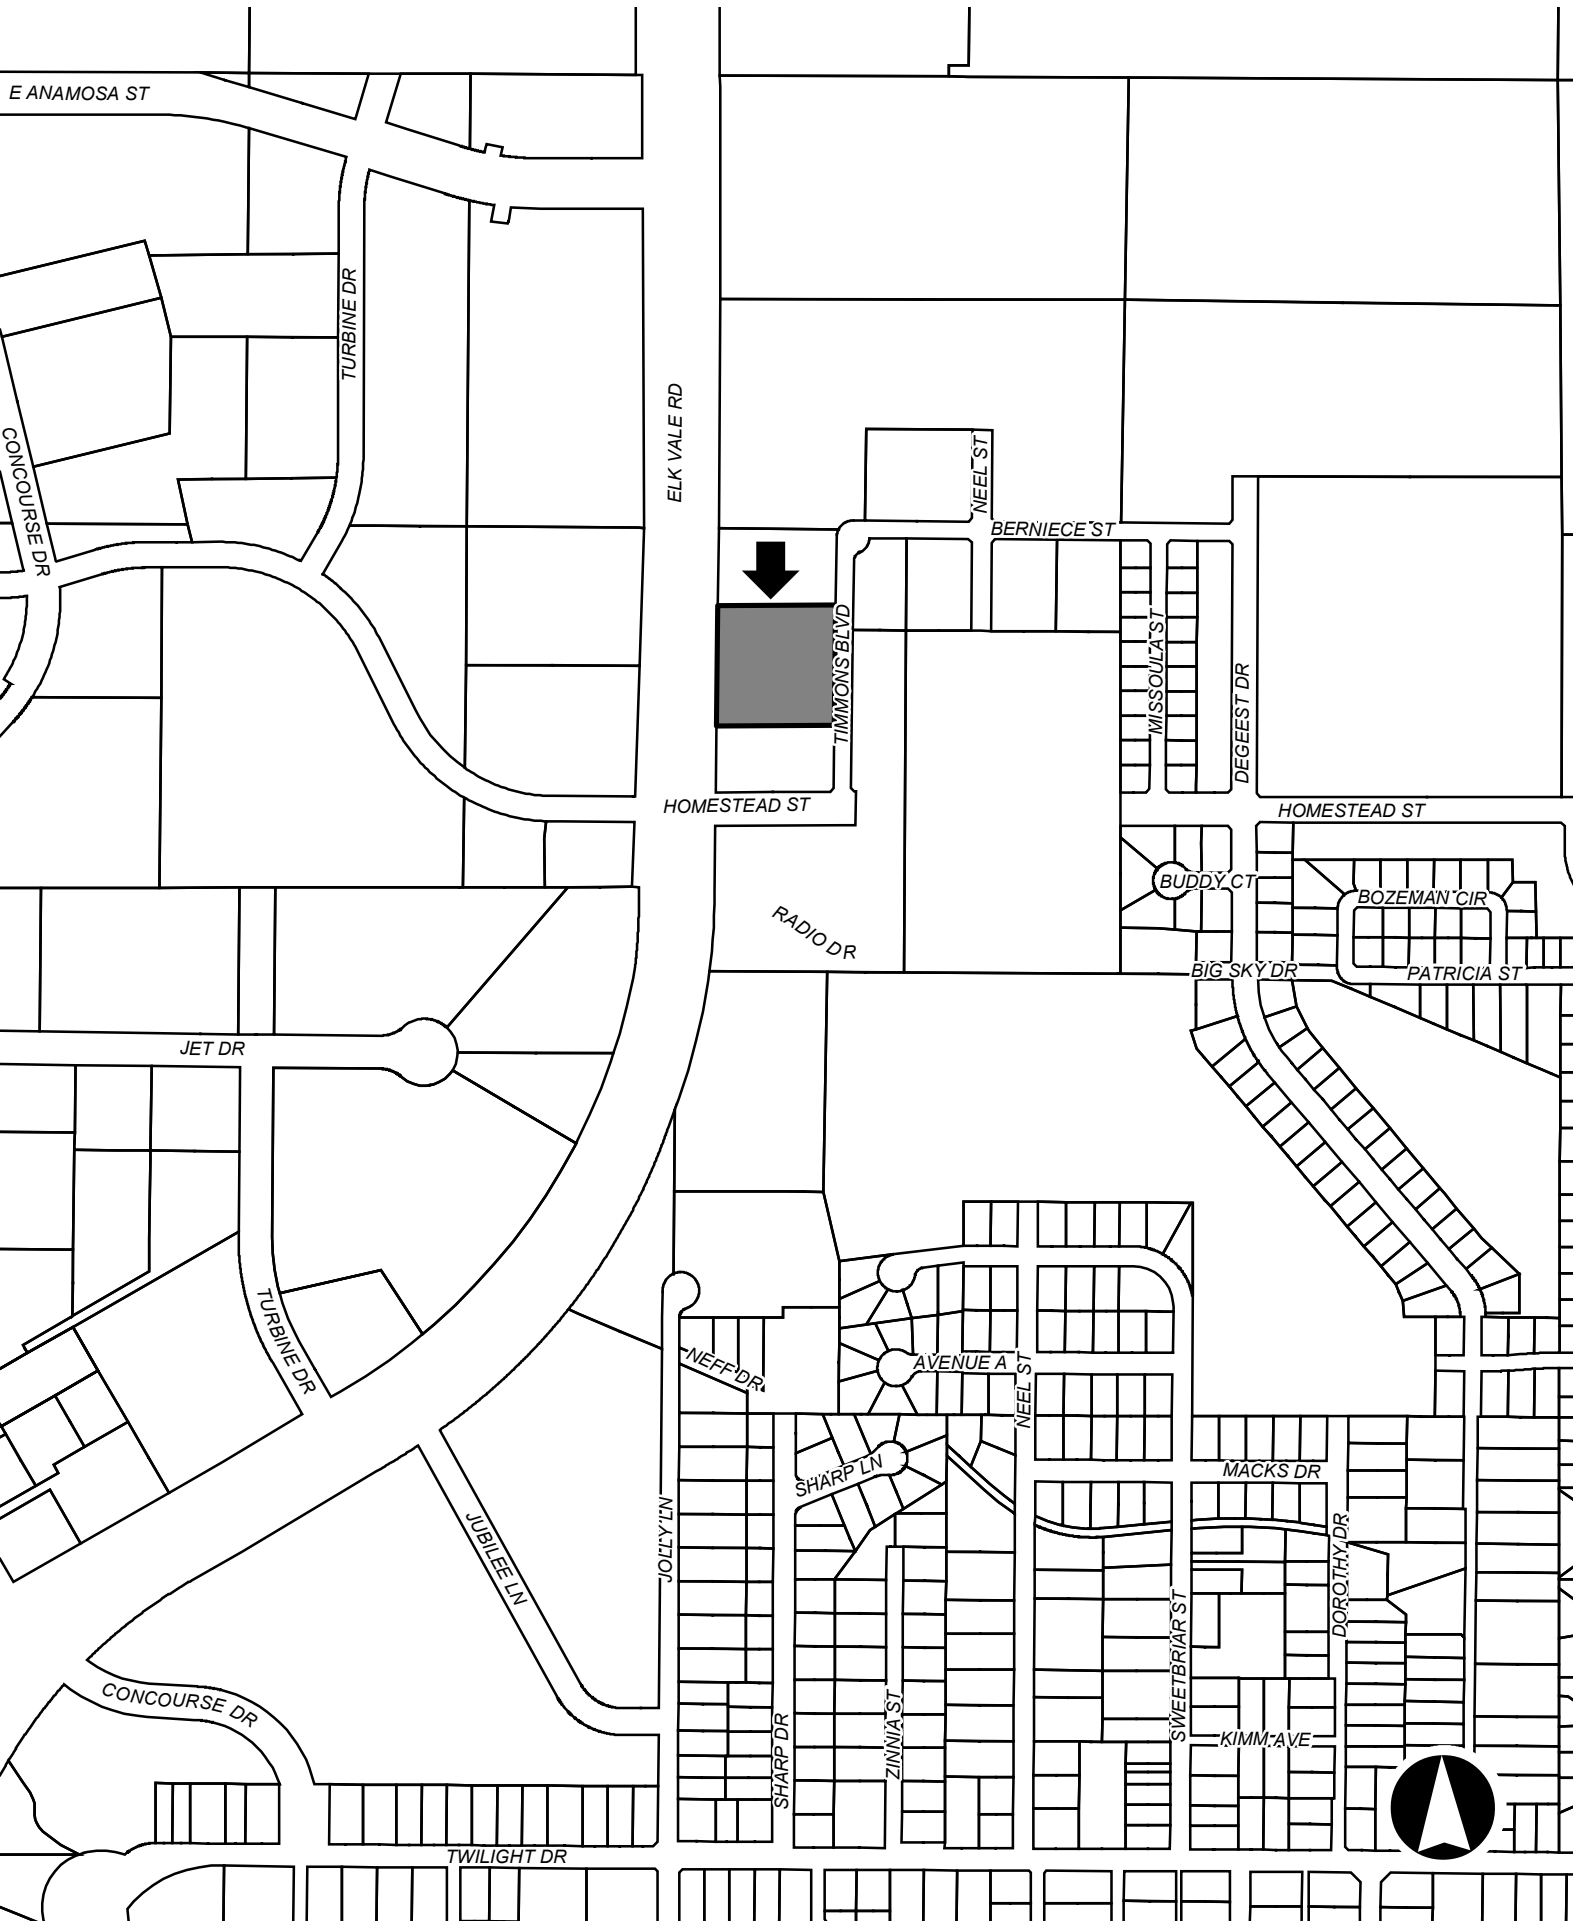 E ANAMOSA ST
TURBINE DR
ELK VALE RD
CONCOURSE DR
NEEL ST
BERNIECE ST
TIMMONS BLVD
MISSOULA ST
DEGEEST DR
HOMESTEAD ST
HOMESTEAD ST
BUDDY CT
BOZEMAN CIR
RADIO DR
BIG SKY DR
PATRICIA ST
JET DR
TURBINE DR
NEFF DR
AVENUE A
NEEL ST
SHARP LN
MACKS DR
JUBILEE LN
JOLLY LN
DOROTHY DR
SWEETBRIAR ST
CONCOURSE DR
SHARP DR
ZINNIA ST
KIMM AVE
TWILIGHT DR